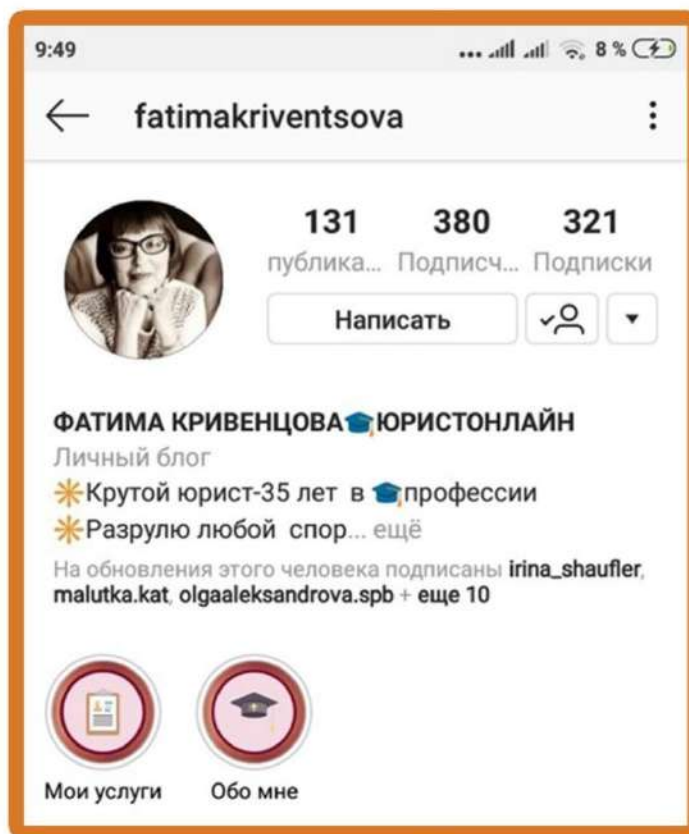 9:49 ... 8 %
fatimakriventsova
131 380 321
публика... Подписч... Подписки
Написать
ФАТИМА КРИВЕНЦОВА🎓ЮРИСТОНЛАЙН
Личный блог
Крутой юрист-35 лет в 🎓профессии
Разрулю любой спор... ещё
На обновления этого человека подписаны irina_shaufler,
malutka.kat, olgaaleksandrova.spb + еще 10
Мои услуги Обо мне